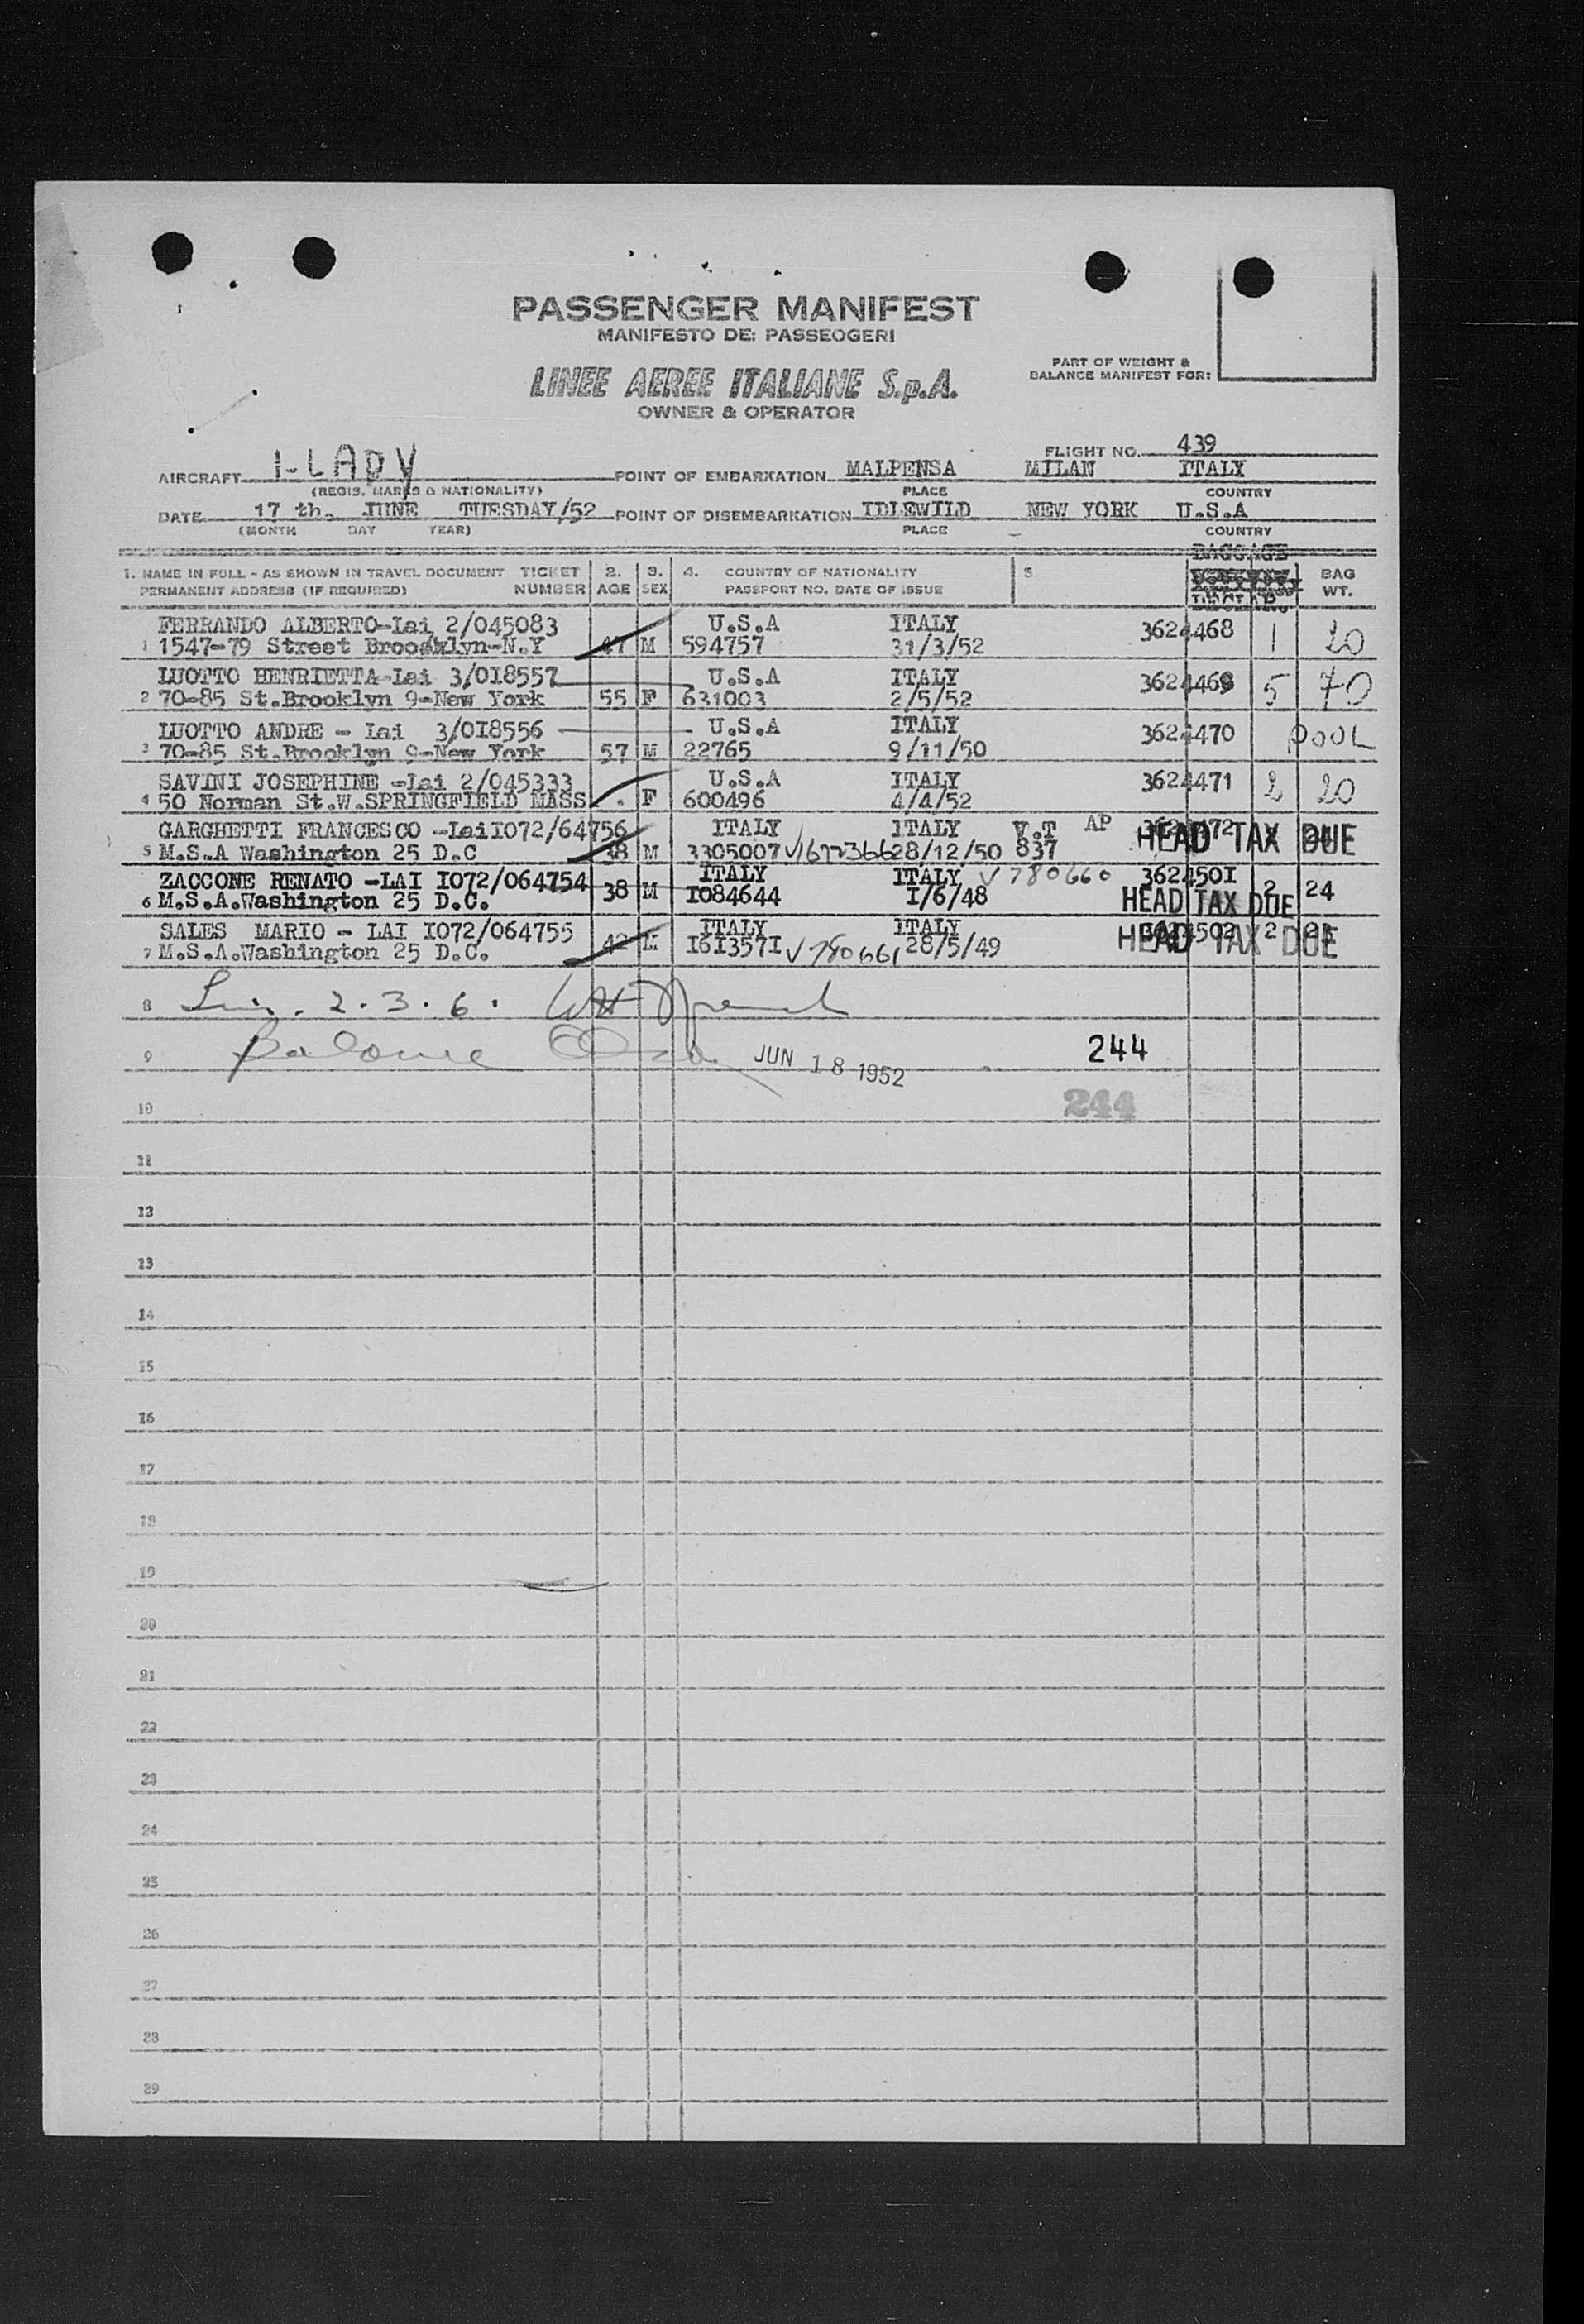 PASSENGER MANIFEST
MANIFESTO DE: PASSEOGERI
LINEE AEREE ITALIANE S.p.A.
OWNER & OPERATOR
PART OF WEIGHT &
BALANCE MANIFEST FOR:
FLIGHT NO. 439
AIRCRAFT I-LADY POINT OF EMBARKATION MALPENSA MILAN ITALY
(REGIS. MARKS & NATIONALITY) PLACE COUNTRY
DATE 17 th. JUNE TUESDAY/52 POINT OF DISEMBARKATION IDLEWILD NEW YORK U.S.A
(MONTH DAY YEAR) PLACE COUNTRY
BAGGAGE
1. NAME IN FULL - AS SHOWN IN TRAVEL DOCUMENT TICKET 2. 3. 4. COUNTRY OF NATIONALITY 5. BAG
PERMANENT ADDRESS (IF REQUIRED) NUMBER AGE SEX PASSPORT NO. DATE OF ISSUE WT.
FERRANDO ALBERTO-Lai 2/045083 U.S.A ITALY 3624468 1 20
1 1547-79 Street Brooklyn-N.Y 47 M 594757 31/3/52
LUOTTO HENRIETTA-Lai 3/0I8557 U.S.A ITALY 3624469 5 70
2 70-85 St.Brooklyn 9-New York 55 F 631003 2/5/52
LUOTTO ANDRE - Lai 3/0I8556 U.S.A ITALY 3624470 POOL
3 70-85 St.Brooklyn 9-New York 57 M 22765 9/11/50
SAVINI JOSEPHINE -Lai 2/045333 U.S.A ITALY 3624471 2 20
4 50 Norman St.W.SPRINGFIELD MASS . F 600496 4/4/52
GARGHETTI FRANCESCO -LaiI072/64756 ITALY ITALY V.T AP HEAD TAX DUE
5 M.S.A Washington 25 D.C 38 M 3305007 V1672366 28/12/50 837
ZACCONE RENATO -LAI I072/064754 ITALY ITALY V780660 362450I 2 24
6 M.S.A.Washington 25 D.C. 38 M I084644 I/6/48 HEAD TAX DUE
SALES MARIO - LAI I072/064755 ITALY ITALY 3624502 2 HEAD TAX DUE
7 M.S.A.Washington 25 D.C. 42 M I6I357I V780661 28/5/49
8 2.3.6.
9 JUN 18 1952 244
10 244
11
12
13
14
15
16
17
18
19
20
21
22
23
24
25
26
27
28
29